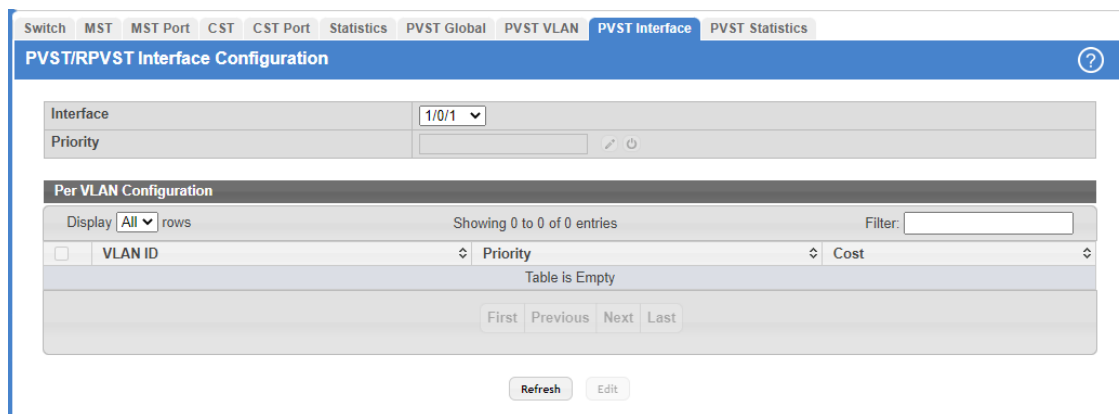 Switch MST MST Port CST CST Port Statistics PVST Global PVST VLAN PVST Interface PVST Statistics
PVST/RPVST Interface Configuration ?
Interface 1/0/1
Priority
Per VLAN Configuration
Display All rows Showing 0 to 0 of 0 entries Filter:
VLAN ID Priority Cost
Table is Empty
First Previous Next Last
Refresh Edit